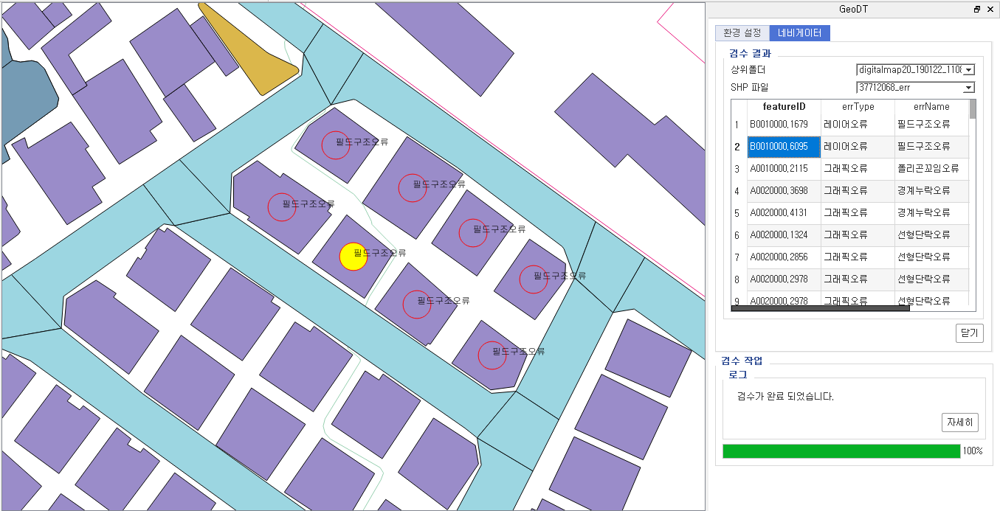 GeoDT
환경 설정
네비게이터
검수 결과
상위폴더
digitalmap20_190122_110
SHP 파일
37712068_err
featureID errType errName
1 B0010000,1679 레이어오류 필드구조오류
2 B0010000,6095 레이어오류 필드구조오류
3 A0010000,2115 그래픽오류 폴리곤꼬임오류
4 A0020000,3698 그래픽오류 경계누락오류
5 A0020000,4131 그래픽오류 경계누락오류
6 A0020000,1324 그래픽오류 선형단락오류
7 A0020000,2856 그래픽오류 선형단락오류
8 A0020000,2978 그래픽오류 선형단락오류
9 A0020000,2978 그래픽오류 선형단락오류
닫기
검수 작업
로그
검수가 완료 되었습니다.
자세히
100%
필드구조오류
필드구조오류
필드구조오류
필드구조오류
필드구조오류
필드구조오류
필드구조오류
필드구조오류